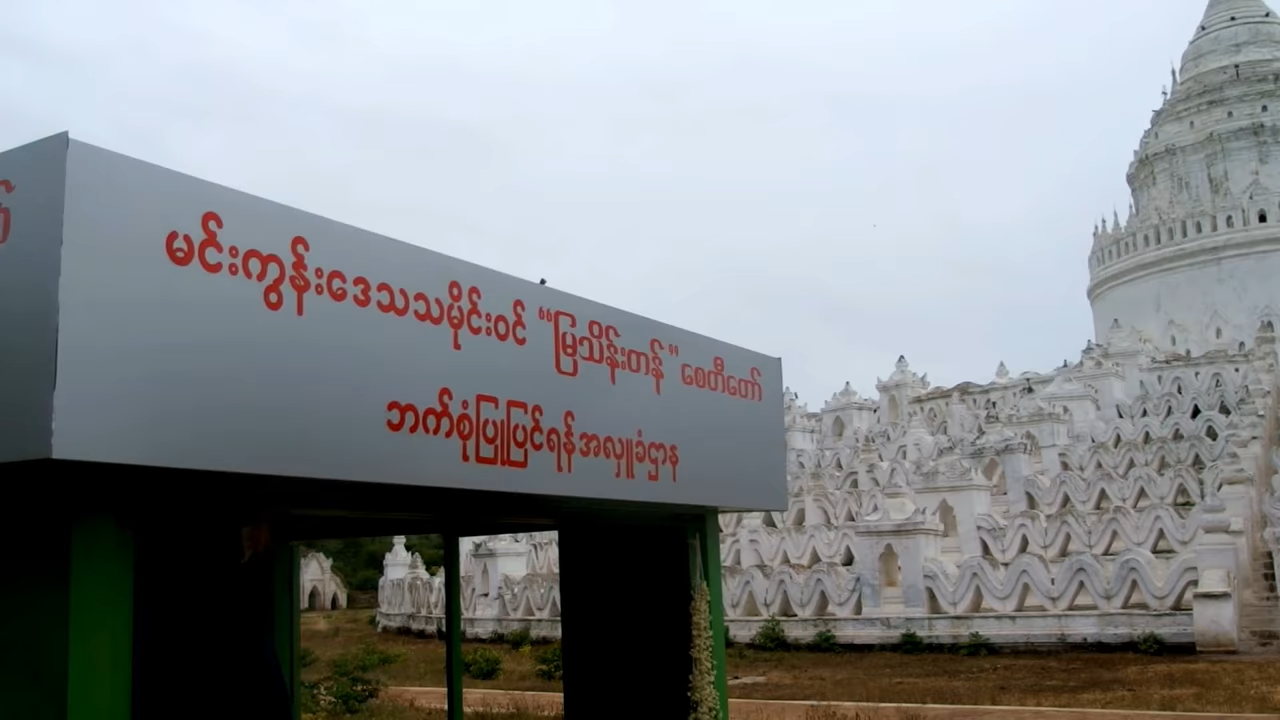 မင်းကွန်းဒေသသမိုင်းဝင် “မြသိန်းတန်” စေတီတော်
ဘက်စုံပြုပြင်ရန်အလှူခံဌာန